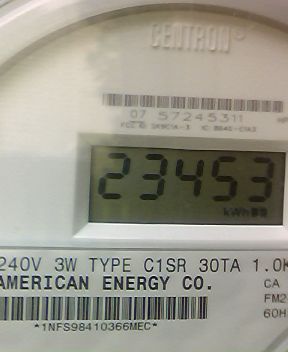 CENTRON®
07 57245311
23453
kWh
240V 3W TYPE C1SR 30TA 1.0K
AMERICAN ENERGY CO.
CA
FM2
60H
*1NFS98410366MEC*